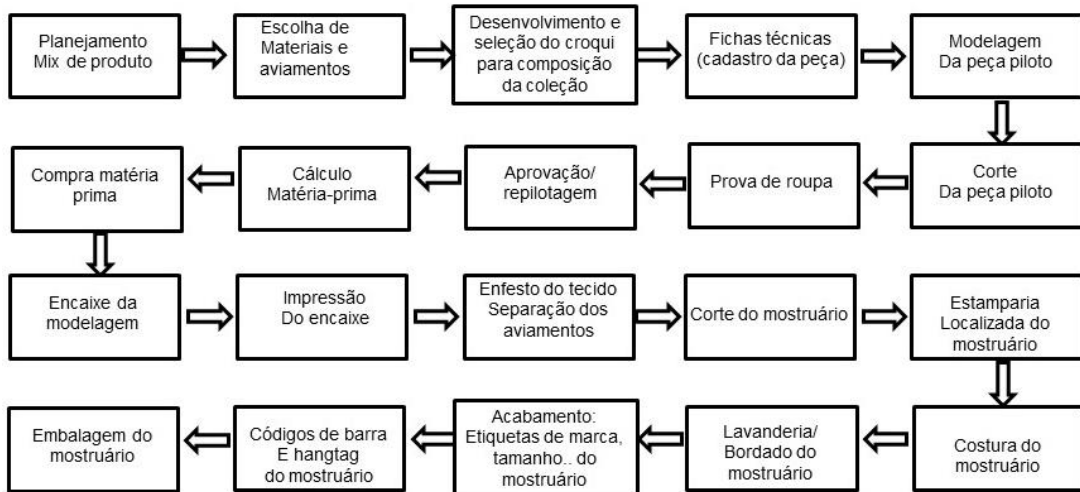 Planejamento
Mix de produto
Escolha de
Materiais e
aviamentos
Desenvolvimento e
seleção do croqui
para composição
da coleção
Fichas técnicas
(cadastro da peça)
Modelagem
Da peça piloto
Corte
Da peça piloto
Prova de roupa
Aprovação/
repilotagem
Cálculo
Matéria-prima
Compra matéria
prima
Encaixe da
modelagem
Impressão
Do encaixe
Enfesto do tecido
Separação dos
aviamentos
Corte do mostruário
Estamparia
Localizada do
mostruário
Costura do
mostruário
Lavanderia/
Bordado do
mostruário
Acabamento:
Etiquetas de marca,
tamanho.. do
mostruário
Códigos de barra
E hangtag
do mostruário
Embalagem do
mostruário